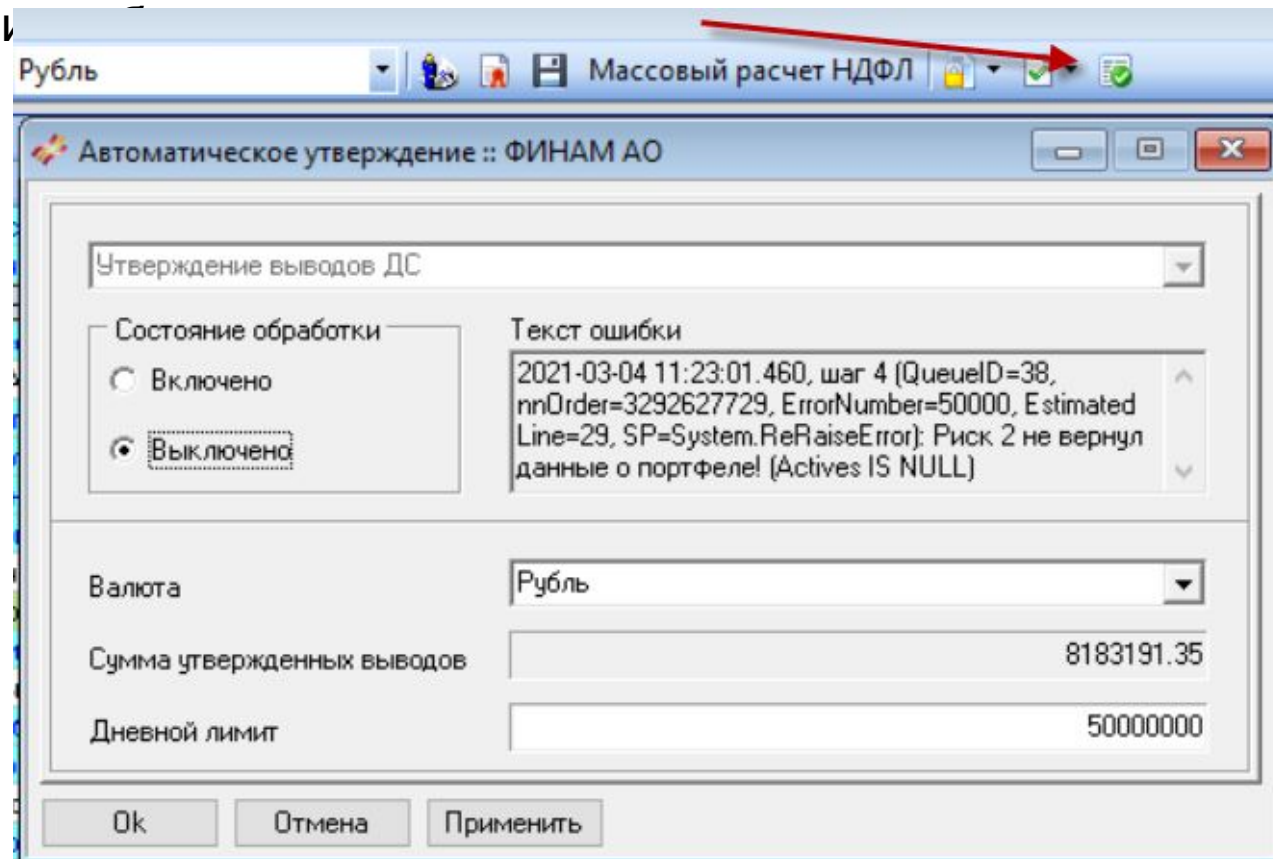 Рубль
Массовый расчет НДФЛ
Автоматическое утверждение :: ФИНАМ АО
Утверждение выводов ДС
Состояние обработки
Включено
Выключено
Текст ошибки
2021-03-04 11:23:01.460, шаг 4 (QueueID=38,
nnOrder=3292627729, ErrorNumber=50000, Estimated
Line=29, SP=System.ReRaiseError): Риск 2 не вернул
данные о портфеле! (Actives IS NULL)
Валюта
Рубль
Сумма утвержденных выводов
8183191.35
Дневной лимит
50000000
Ok
Отмена
Применить